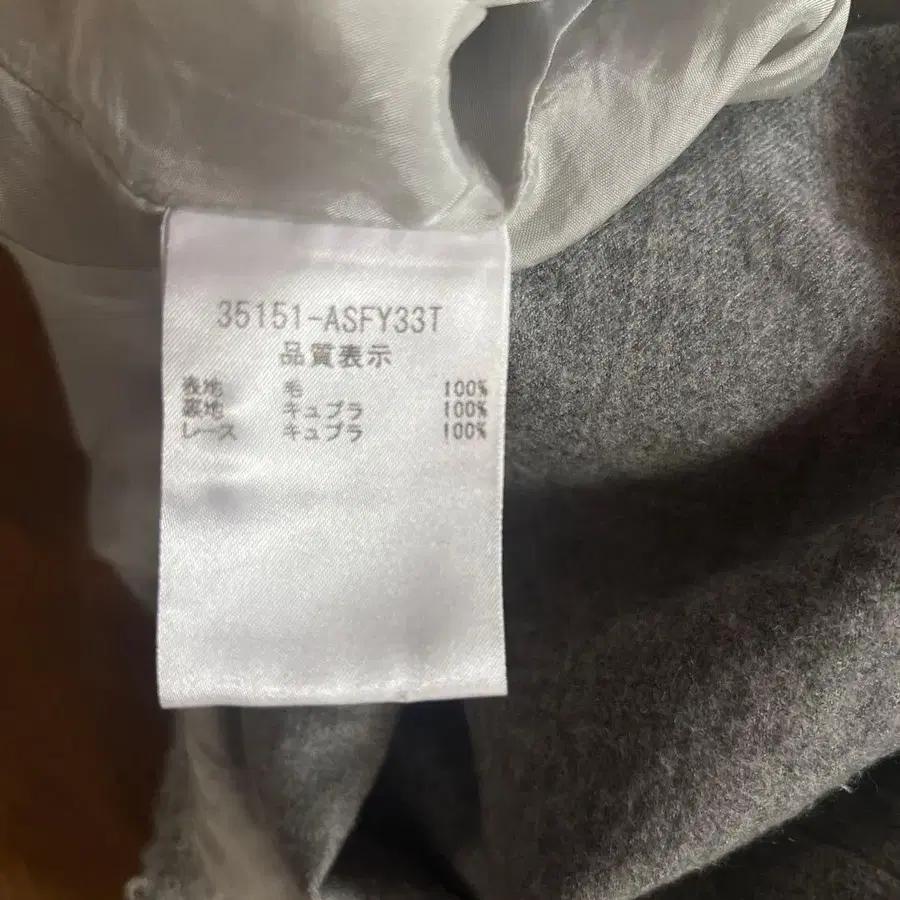 35151-ASFY33T
品質表示
表地 毛 100%
裏地 キュプラ 100%
レース キュプラ 100%